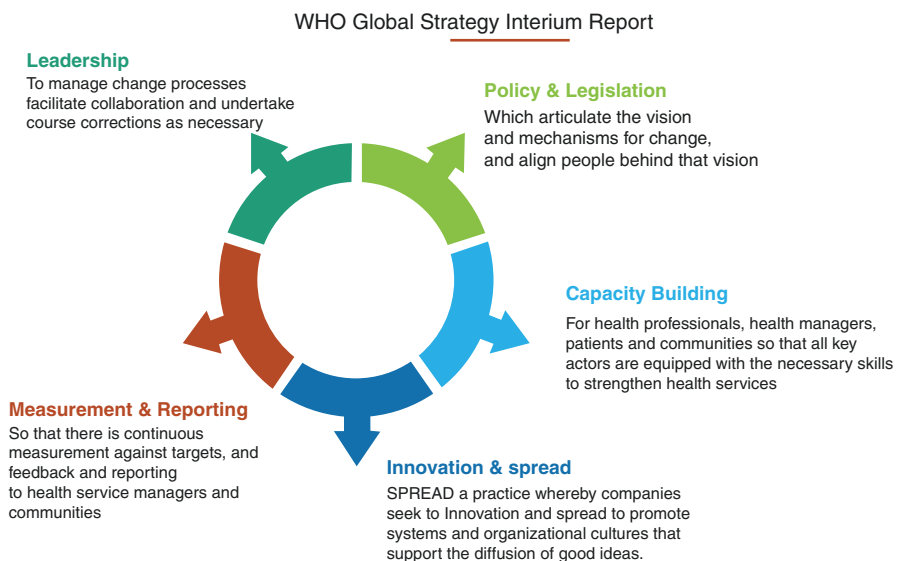 WHO Global Strategy Interium Report
Leadership
To manage change processes
facilitate collaboration and undertake
course corrections as necessary
Policy & Legislation
Which articulate the vision
and mechanisms for change,
and align people behind that vision
Capacity Building
For health professionals, health managers,
patients and communities so that all key
actors are equipped with the necessary skills
to strengthen health services
Measurement & Reporting
So that there is continuous
measurement against targets, and
feedback and reporting
to health service managers and
communities
Innovation & spread
SPREAD a practice whereby companies
seek to Innovation and spread to promote
systems and organizational cultures that
support the diffusion of good ideas.